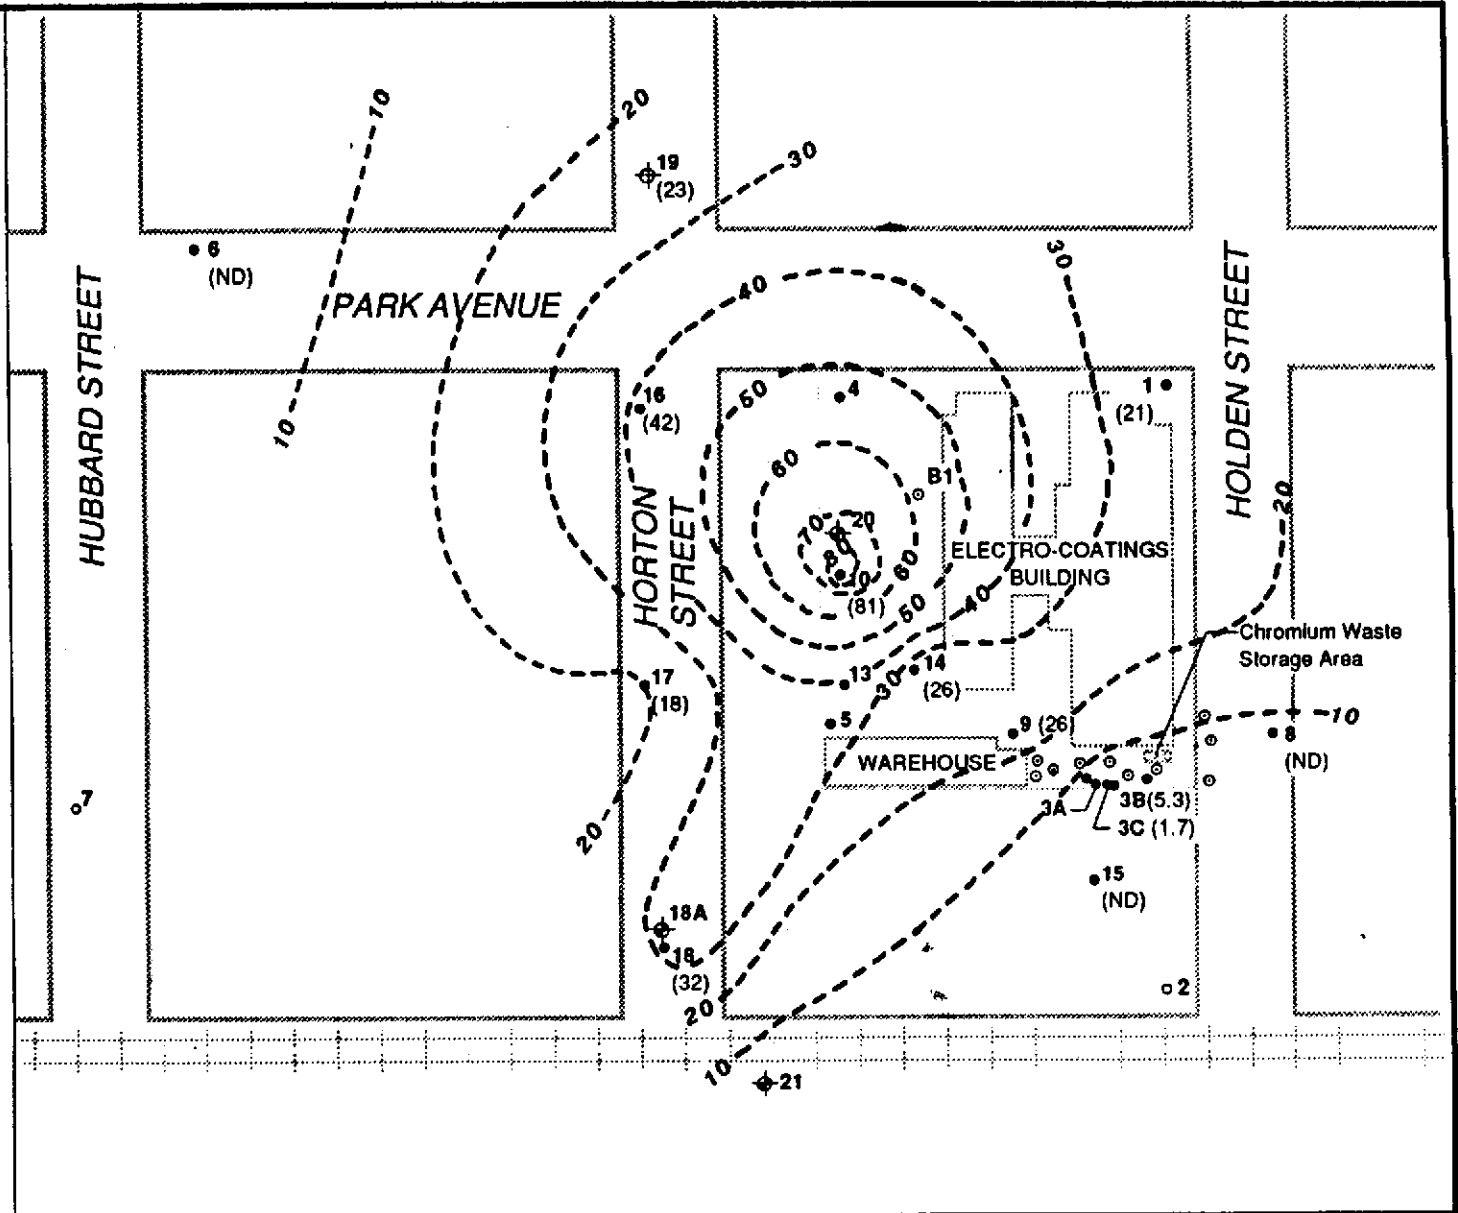 10
20
30
19
(23)
6
(ND)
30
HUBBARD STREET
PARK AVENUE
40
HOLDEN STREET
50
4
1
(21)
16
(42)
10
60
B1
20
HORTON
STREET
70
20
80
10
(81)
60
ELECTRO-COATINGS
BUILDING
50
40
Chromium Waste
Storage Area
17
(18)
13
30
14
(26)
5
9 (26)
10
8
(ND)
WAREHOUSE
7
20
3A
3B(5.3)
3C (1.7)
15
(ND)
18A
18
(32)
2
20
10
21